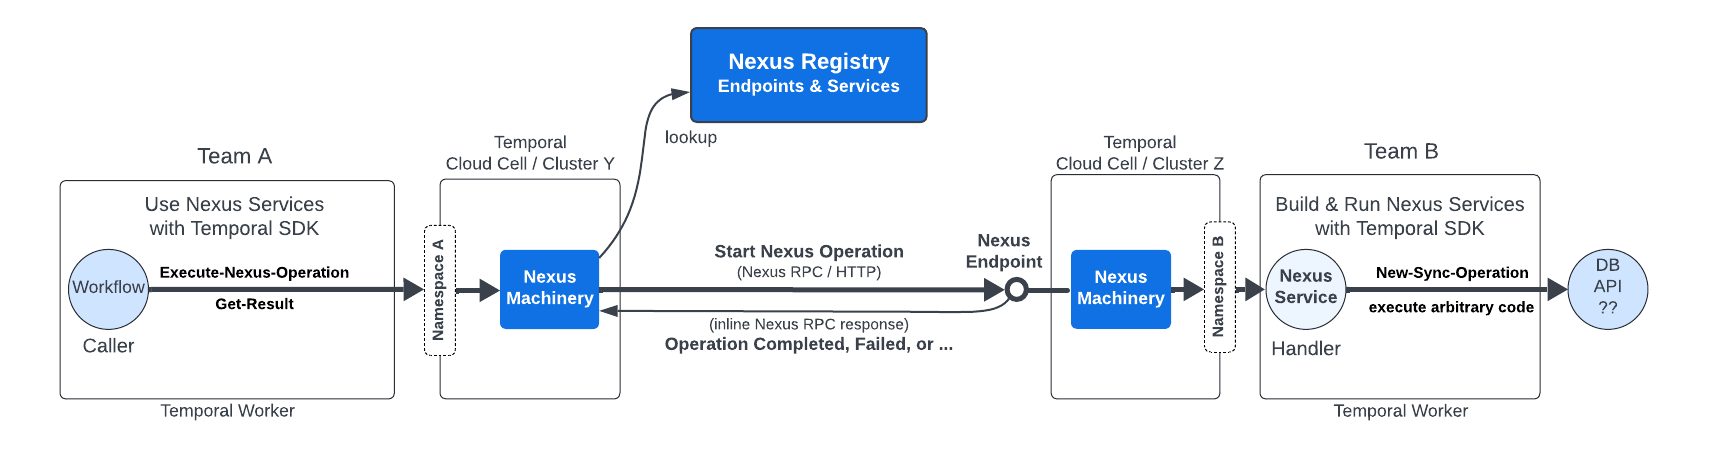 Nexus Registry
Endpoints & Services
lookup
Team A
Use Nexus Services
with Temporal SDK
Workflow
Execute-Nexus-Operation
Get-Result
Caller
Temporal Worker
Temporal
Cloud Cell / Cluster Y
Namespace A
Nexus
Machinery
Start Nexus Operation
(Nexus RPC / HTTP)
(inline Nexus RPC response)
Operation Completed, Failed, or ...
Nexus
Endpoint
Temporal
Cloud Cell / Cluster Z
Nexus
Machinery
Namespace B
Team B
Build & Run Nexus Services
with Temporal SDK
Nexus
Service
New-Sync-Operation
execute arbitrary code
Handler
Temporal Worker
DB
API
??